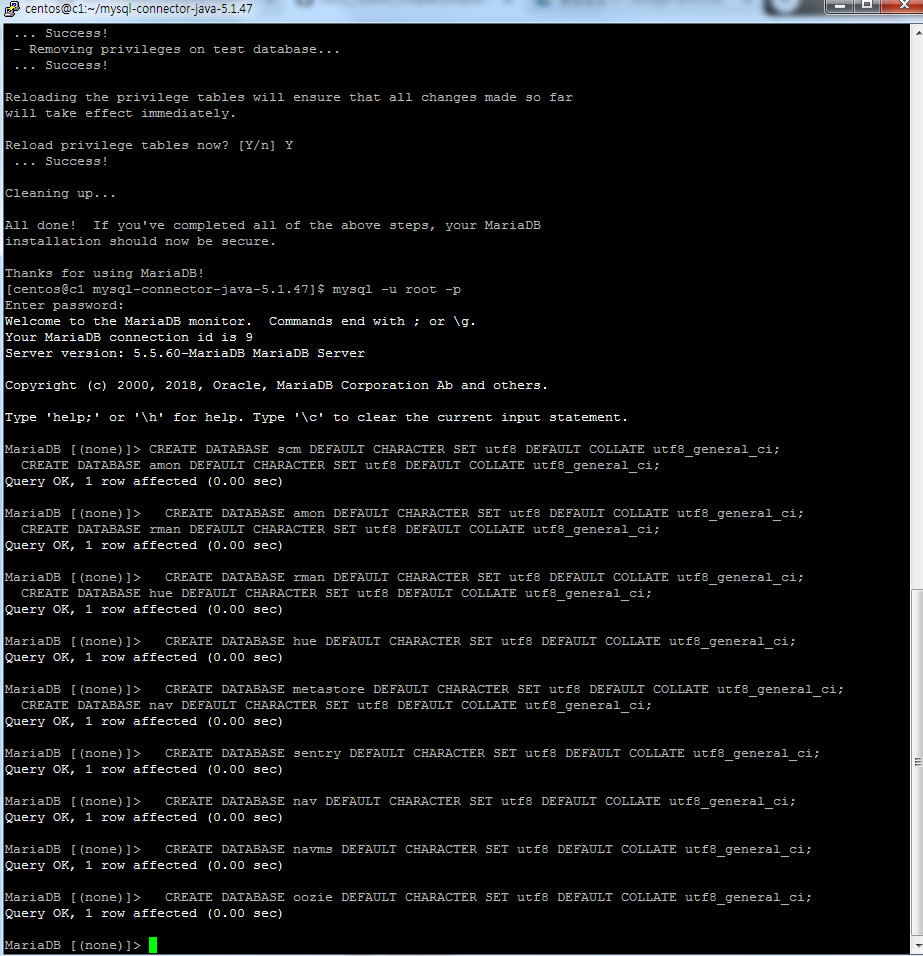 centos@c1:~/mysql-connector-java-5.1.47
 ... Success!
 - Removing privileges on test database...
 ... Success!

Reloading the privilege tables will ensure that all changes made so far
will take effect immediately.

Reload privilege tables now? [Y/n] Y
 ... Success!

Cleaning up...

All done!  If you've completed all of the above steps, your MariaDB
installation should now be secure.

Thanks for using MariaDB!
[centos@c1 mysql-connector-java-5.1.47]$ mysql -u root -p
Enter password:
Welcome to the MariaDB monitor.  Commands end with ; or \g.
Your MariaDB connection id is 9
Server version: 5.5.60-MariaDB MariaDB Server

Copyright (c) 2000, 2018, Oracle, MariaDB Corporation Ab and others.

Type 'help;' or '\h' for help. Type '\c' to clear the current input statement.

MariaDB [(none)]> CREATE DATABASE scm DEFAULT CHARACTER SET utf8 DEFAULT COLLATE utf8_general_ci;
  CREATE DATABASE amon DEFAULT CHARACTER SET utf8 DEFAULT COLLATE utf8_general_ci;
Query OK, 1 row affected (0.00 sec)

MariaDB [(none)]>   CREATE DATABASE amon DEFAULT CHARACTER SET utf8 DEFAULT COLLATE utf8_general_ci;
  CREATE DATABASE rman DEFAULT CHARACTER SET utf8 DEFAULT COLLATE utf8_general_ci;
Query OK, 1 row affected (0.00 sec)

MariaDB [(none)]>   CREATE DATABASE rman DEFAULT CHARACTER SET utf8 DEFAULT COLLATE utf8_general_ci;
  CREATE DATABASE hue DEFAULT CHARACTER SET utf8 DEFAULT COLLATE utf8_general_ci;
Query OK, 1 row affected (0.00 sec)

MariaDB [(none)]>   CREATE DATABASE hue DEFAULT CHARACTER SET utf8 DEFAULT COLLATE utf8_general_ci;
Query OK, 1 row affected (0.00 sec)

MariaDB [(none)]>   CREATE DATABASE metastore DEFAULT CHARACTER SET utf8 DEFAULT COLLATE utf8_general_ci;
  CREATE DATABASE nav DEFAULT CHARACTER SET utf8 DEFAULT COLLATE utf8_general_ci;
Query OK, 1 row affected (0.00 sec)

MariaDB [(none)]>   CREATE DATABASE sentry DEFAULT CHARACTER SET utf8 DEFAULT COLLATE utf8_general_ci;
Query OK, 1 row affected (0.00 sec)

MariaDB [(none)]>   CREATE DATABASE nav DEFAULT CHARACTER SET utf8 DEFAULT COLLATE utf8_general_ci;
Query OK, 1 row affected (0.00 sec)

MariaDB [(none)]>   CREATE DATABASE navms DEFAULT CHARACTER SET utf8 DEFAULT COLLATE utf8_general_ci;
Query OK, 1 row affected (0.00 sec)

MariaDB [(none)]>   CREATE DATABASE oozie DEFAULT CHARACTER SET utf8 DEFAULT COLLATE utf8_general_ci;
Query OK, 1 row affected (0.00 sec)

MariaDB [(none)]>